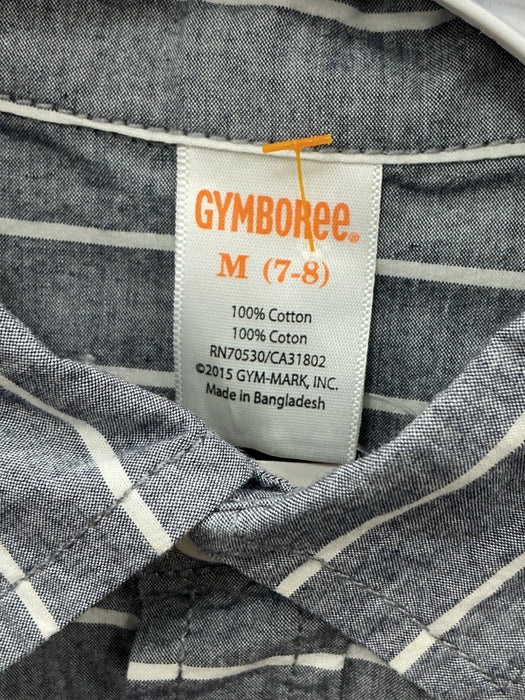 GYMBOREE®
M (7-8)
100% Cotton
100% Coton
RN70530/CA31802
©2015 GYM-MARK, INC.
Made in Bangladesh